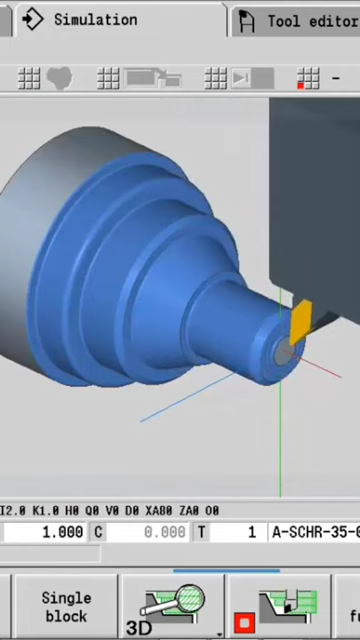 Simulation
Tool editor
I2.0 K1.0 H0 Q0 V0 D0 XA80 ZA0 O0
1.000 C 0.000 T 1 A-SCHR-35-0
Single
block
3D